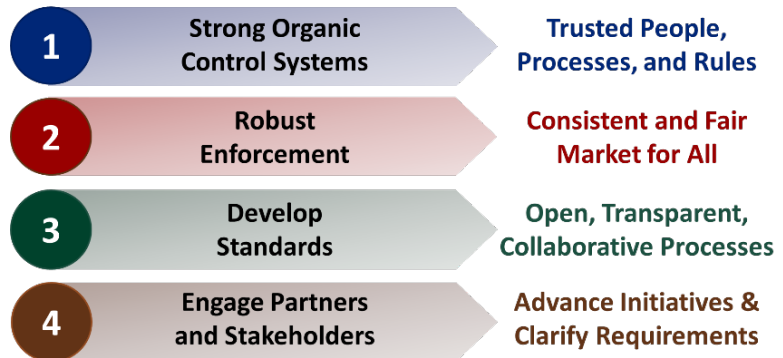 1
Strong Organic
Control Systems
Trusted People,
Processes, and Rules
2
Robust
Enforcement
Consistent and Fair
Market for All
3
Develop
Standards
Open, Transparent,
Collaborative Processes
4
Engage Partners
and Stakeholders
Advance Initiatives &
Clarify Requirements